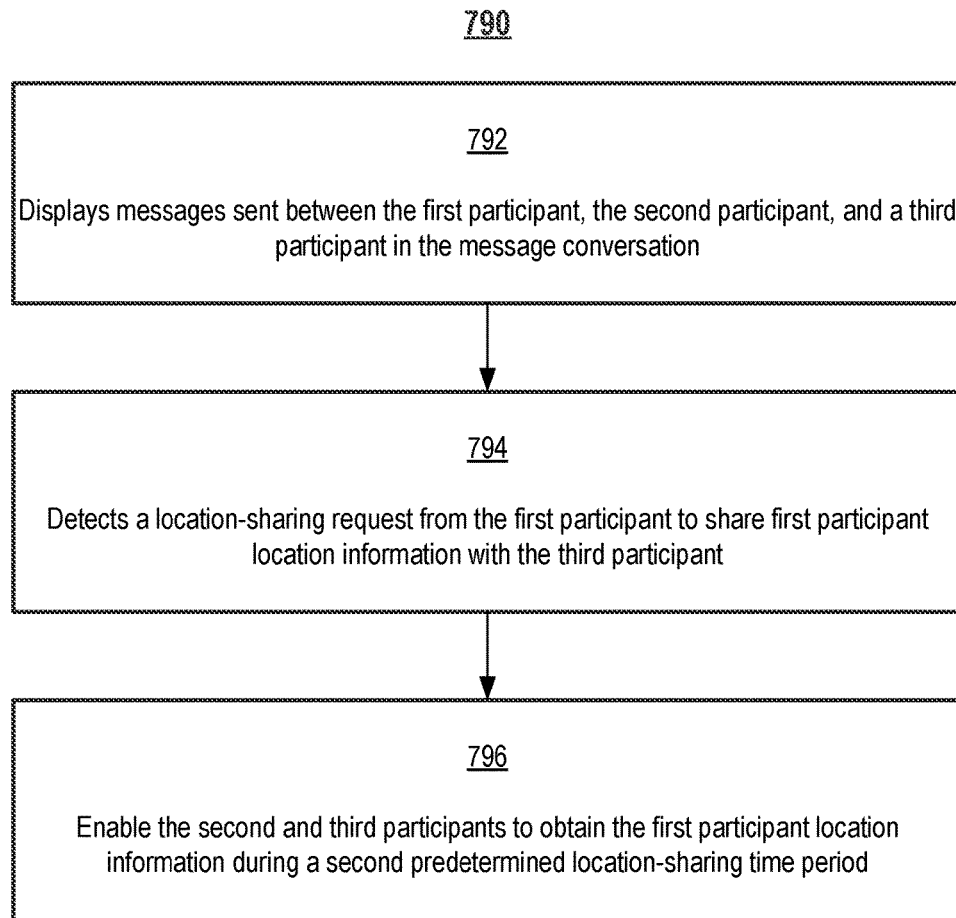 790
792
Displays messages sent between the first participant, the second participant, and a third
participant in the message conversation
794
Detects a location-sharing request from the first participant to share first participant
location information with the third participant
796
Enable the second and third participants to obtain the first participant location
information during a second predetermined location-sharing time period